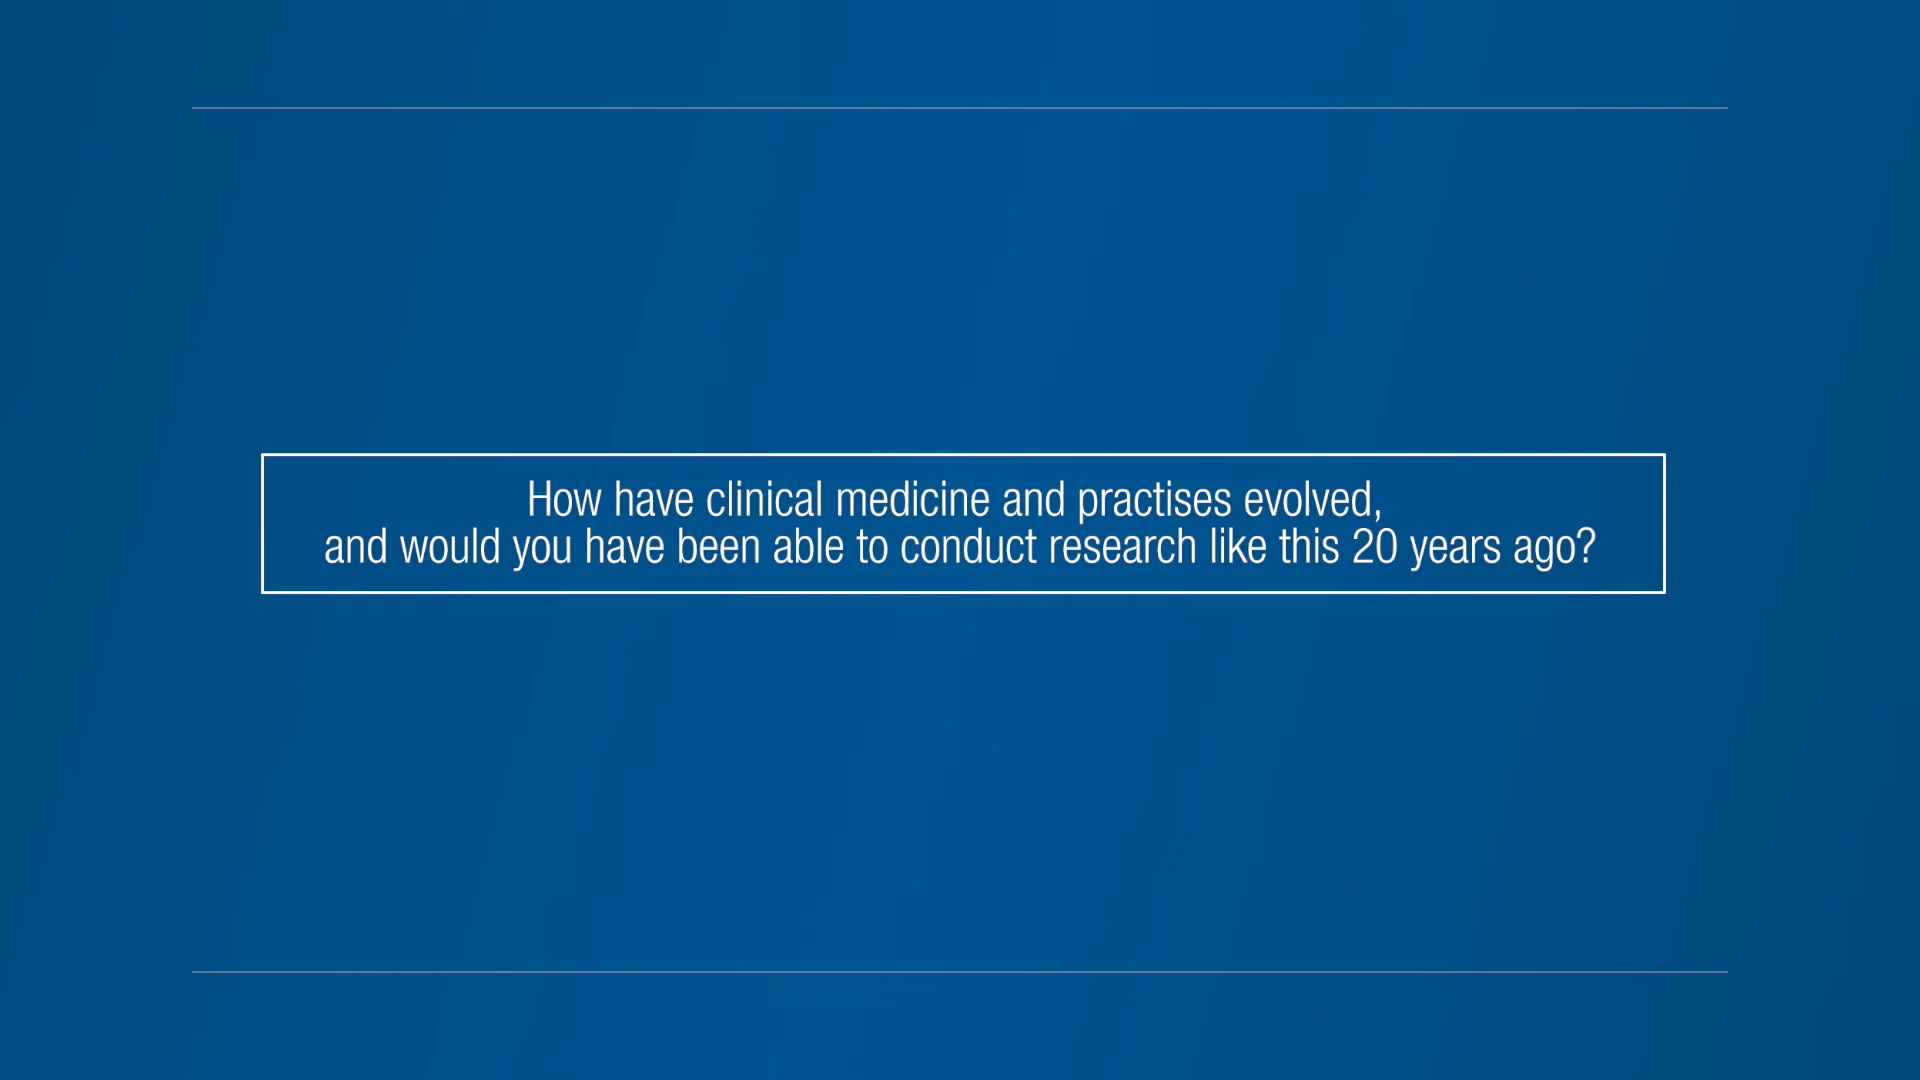 How have clinical medicine and practises evolved,
and would you have been able to conduct research like this 20 years ago?